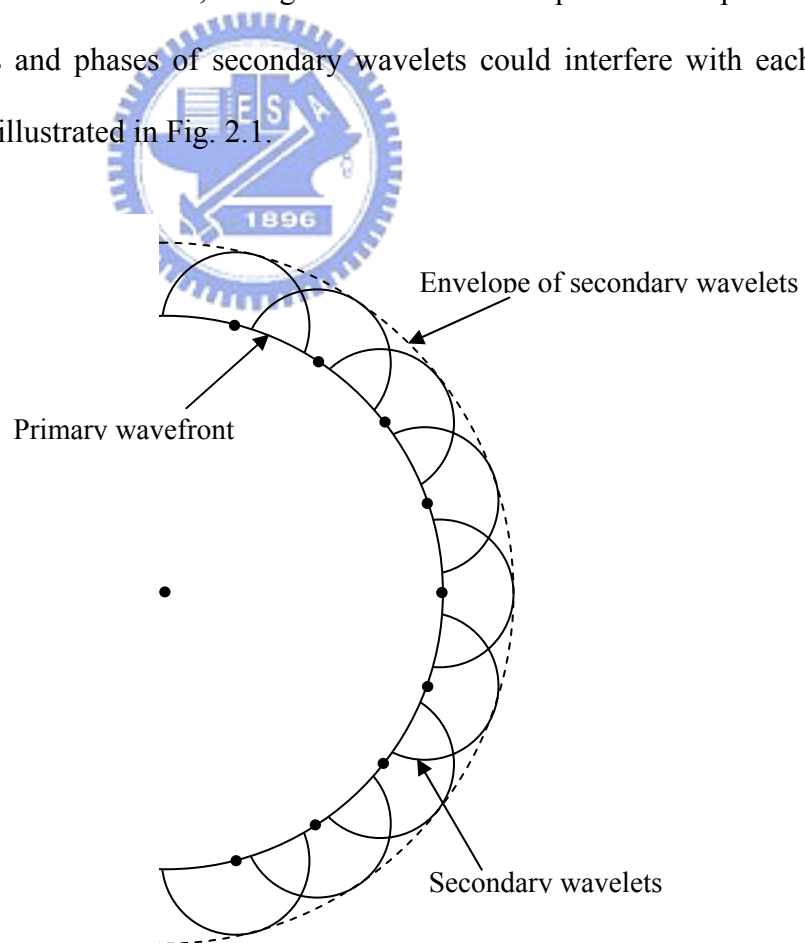 s and phases of secondary wavelets could interfere with each
illustrated in Fig. 2.1.
ES A
1896
Envelope of secondary wavelets
Primary wavefront
Secondary wavelets